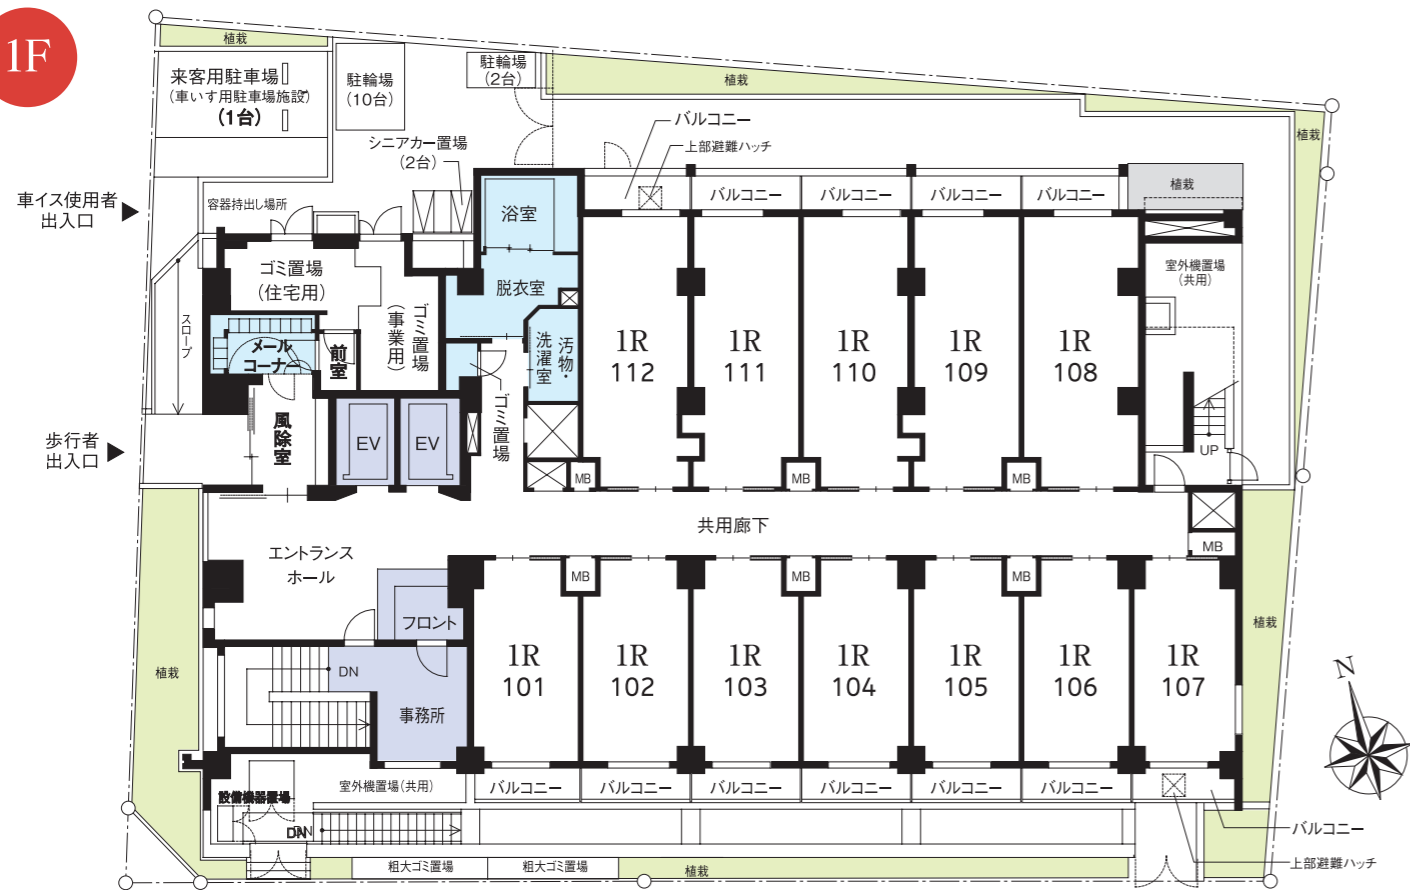 1F
植栽
来客用駐車場
(車いす用駐車場施設)
(1台)
駐輪場
(10台)
駐輪場
(2台)
植栽
植栽
シニアカー置場
(2台)
バルコニー
上部避難ハッチ
車イス使用者
出入口
容器持出し場所
浴室
バルコニー
バルコニー
バルコニー
バルコニー
植栽
ゴミ置場
(住宅用)
ゴミ置場
(事業用)
脱衣室
室外機置場
(共用)
スロープ
メール
コーナー
前室
汚物・
洗濯室
1R
112
1R
111
1R
110
1R
109
1R
108
ゴミ置場
風除室
EV
EV
歩行者
出入口
UP
MB
MB
MB
共用廊下
MB
エントランス
ホール
MB
MB
MB
フロント
植栽
DN
植栽
事務所
1R
101
1R
102
1R
103
1R
104
1R
105
1R
106
1R
107
N
室外機置場(共用)
バルコニー
バルコニー
バルコニー
バルコニー
バルコニー
バルコニー
設備機器置場
DN
バルコニー
粗大ゴミ置場
粗大ゴミ置場
植栽
上部避難ハッチ